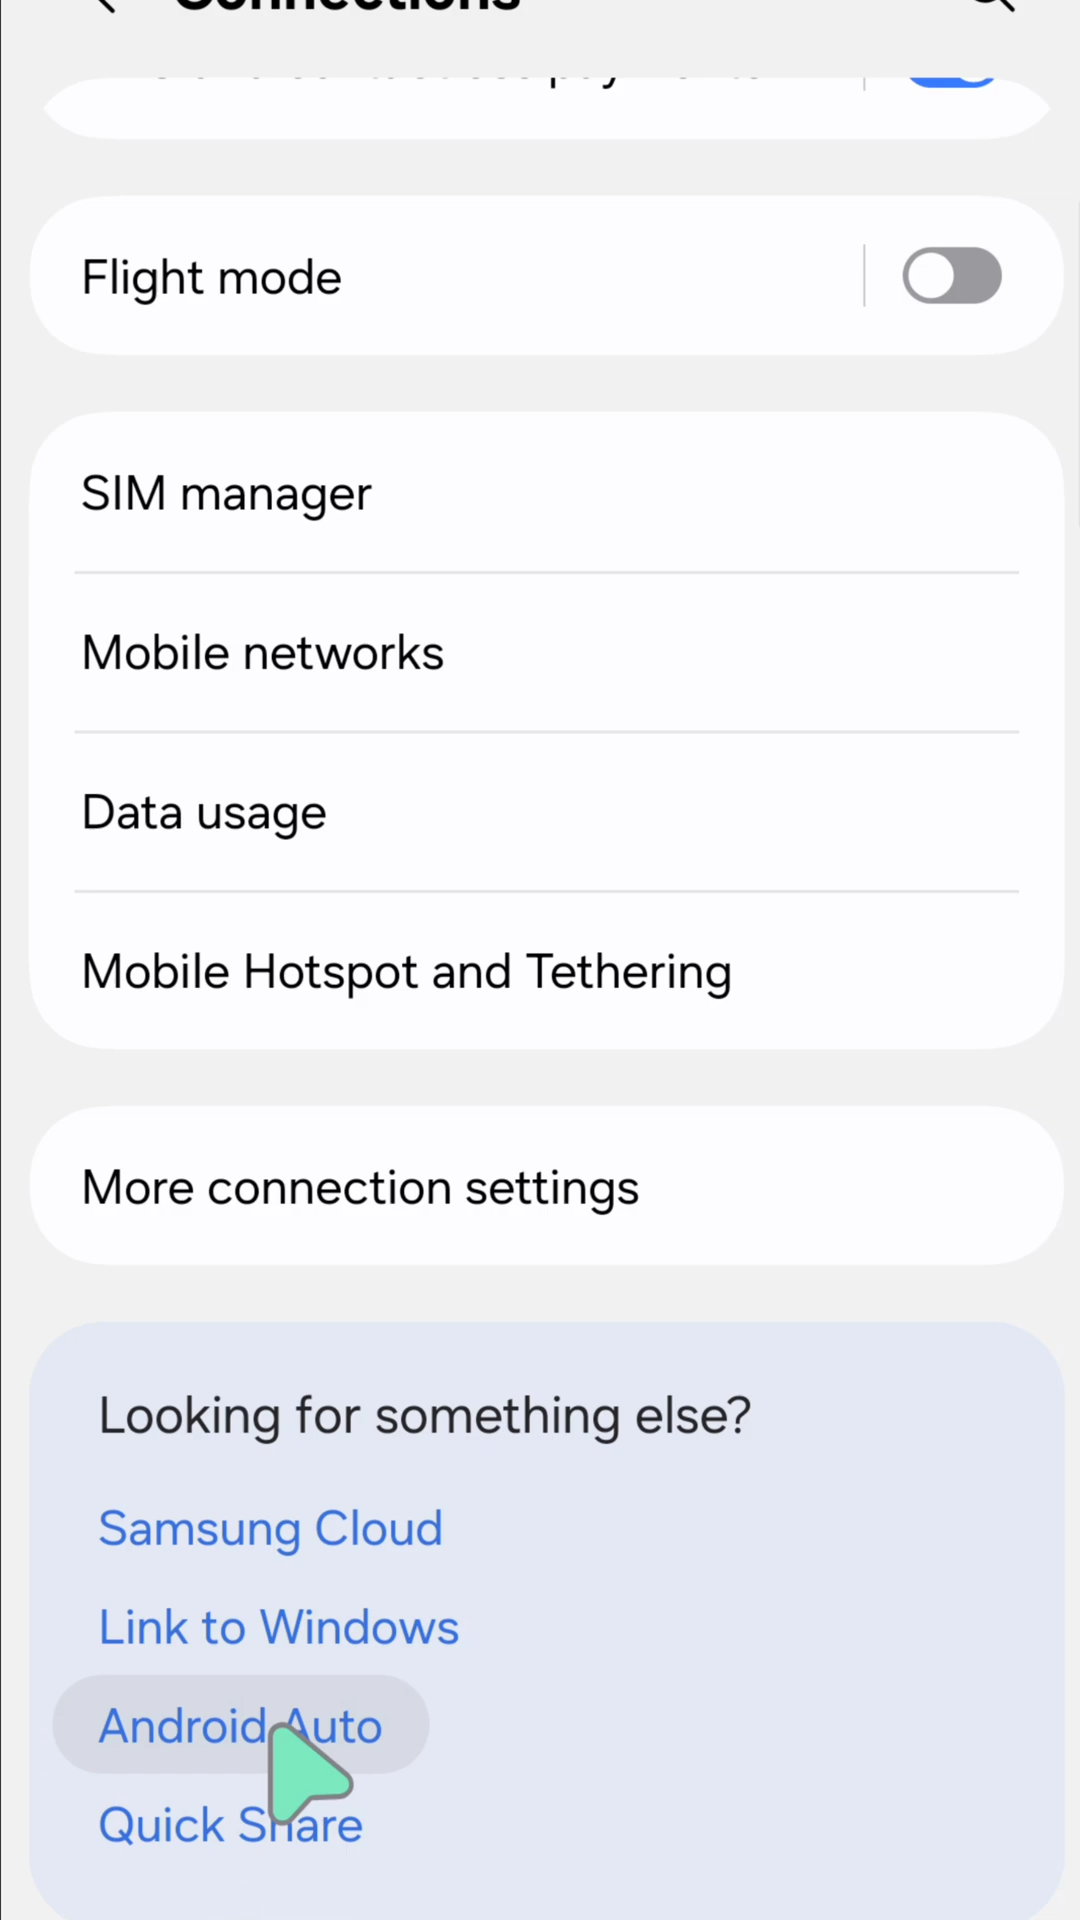 Connections
Flight mode
SIM manager
Mobile networks
Data usage
Mobile Hotspot and Tethering
More connection settings
Looking for something else?
Samsung Cloud
Link to Windows
Android Auto
Quick Share